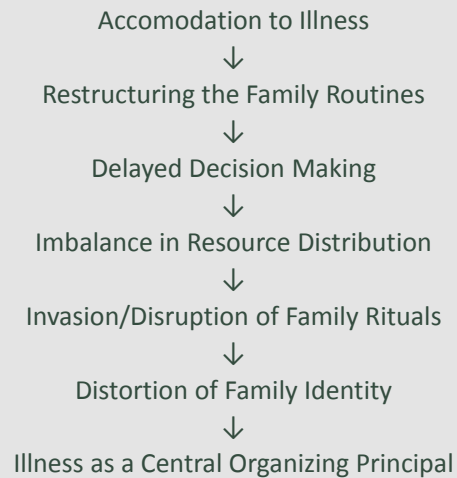 Accomodation to Illness
↓
Restructuring the Family Routines
↓
Delayed Decision Making
↓
Imbalance in Resource Distribution
↓
Invasion/Disruption of Family Rituals
↓
Distortion of Family Identity
↓
Illness as a Central Organizing Principal